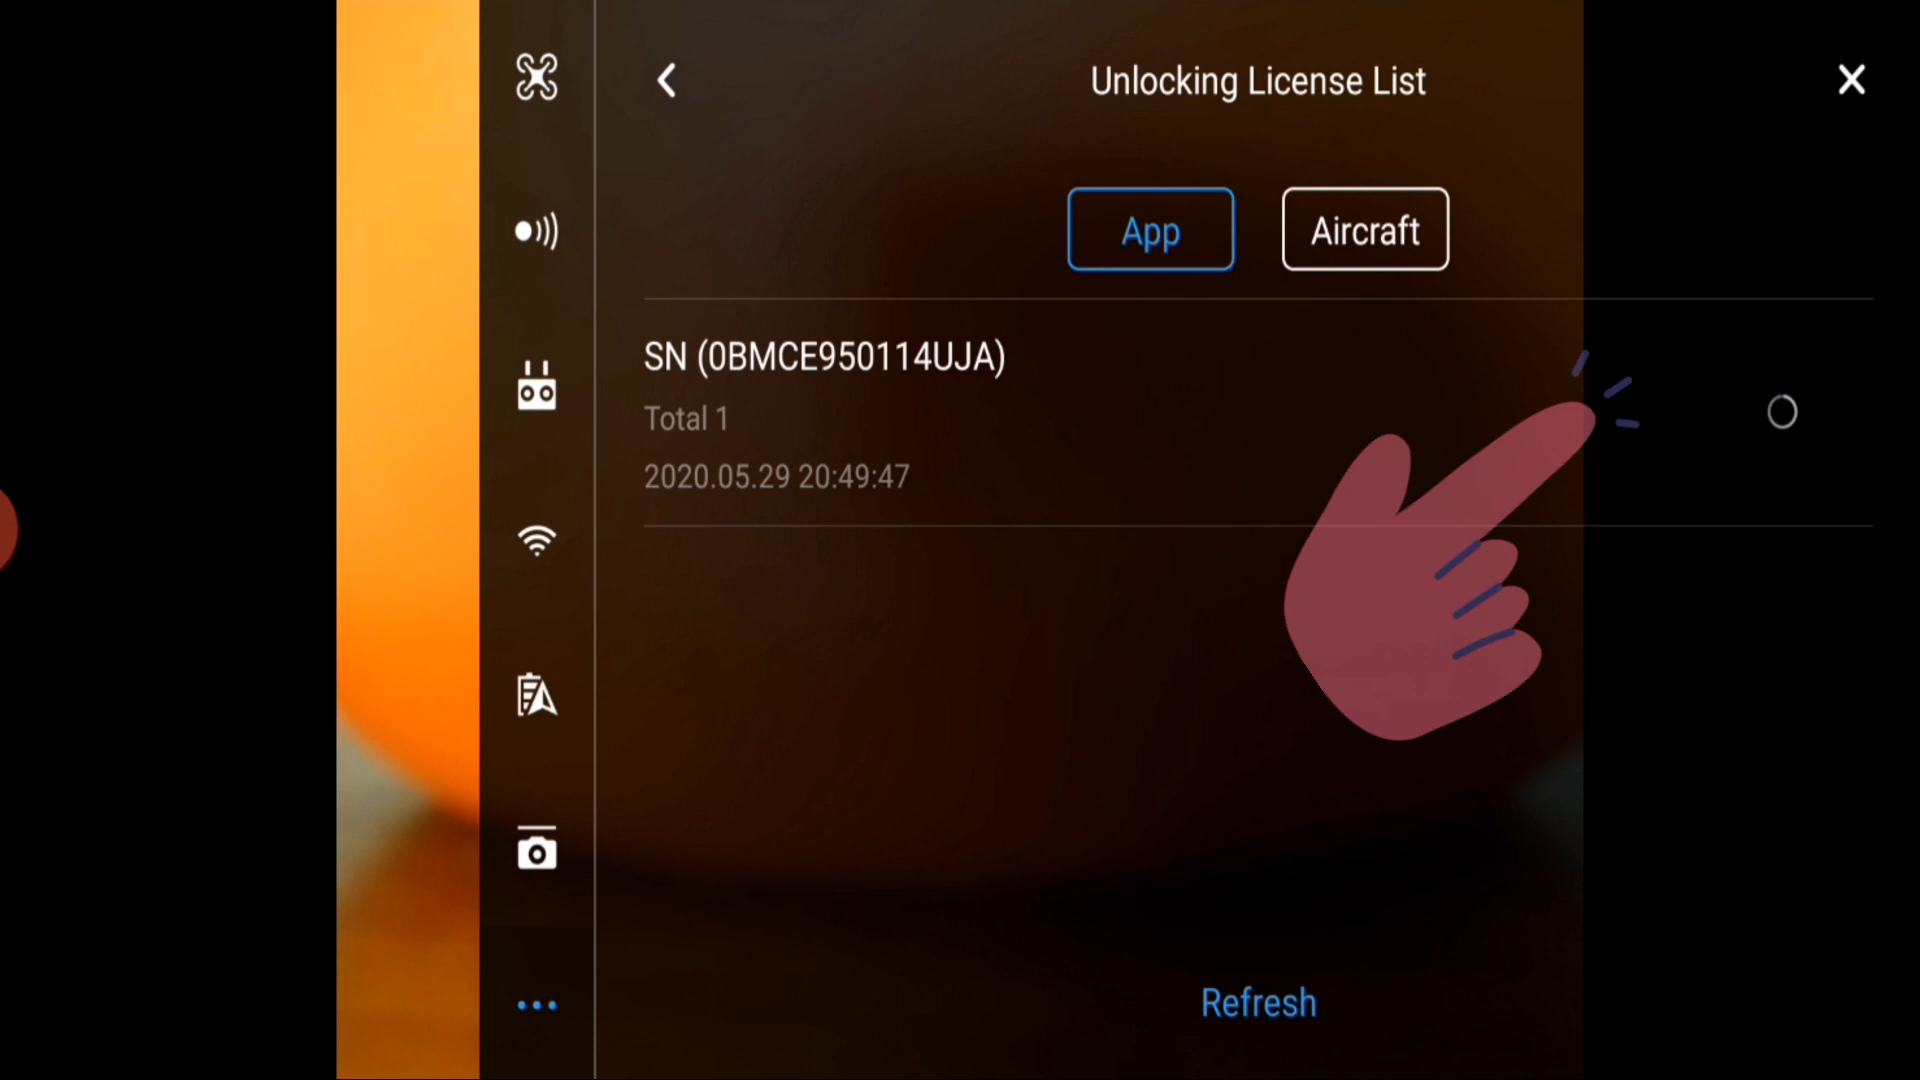 Unlocking License List
App
Aircraft
SN (0BMCE950114UJA)
Total 1
2020.05.29 20:49:47
Refresh